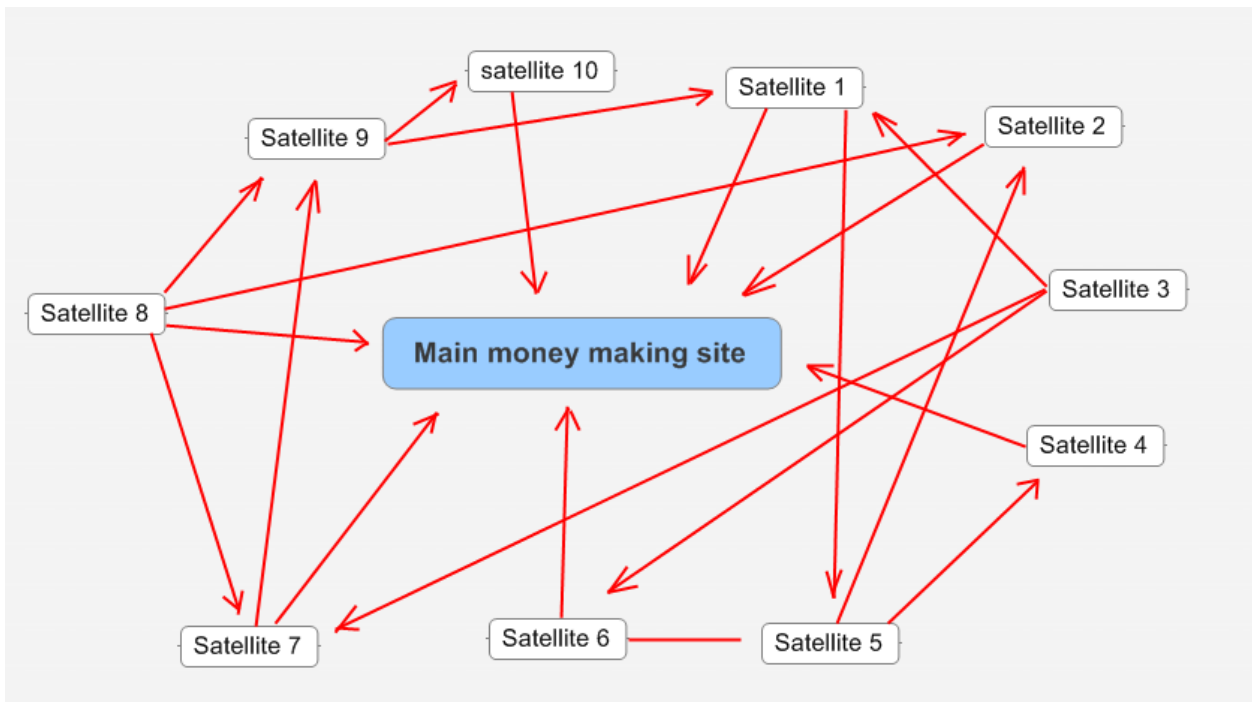 satellite 10
Satellite 1
Satellite 2
Satellite 9
Satellite 3
Satellite 8
Main money making site
Satellite 4
Satellite 6
Satellite 5
Satellite 7